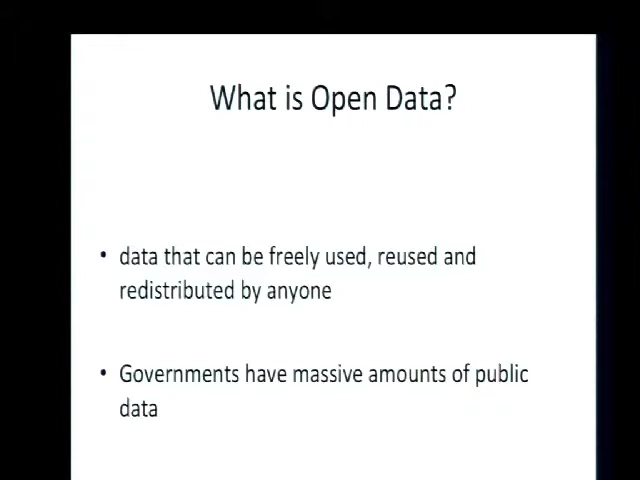 What is Open Data?
• data that can be freely used, reused and
redistributed by anyone
• Governments have massive amounts of public
data